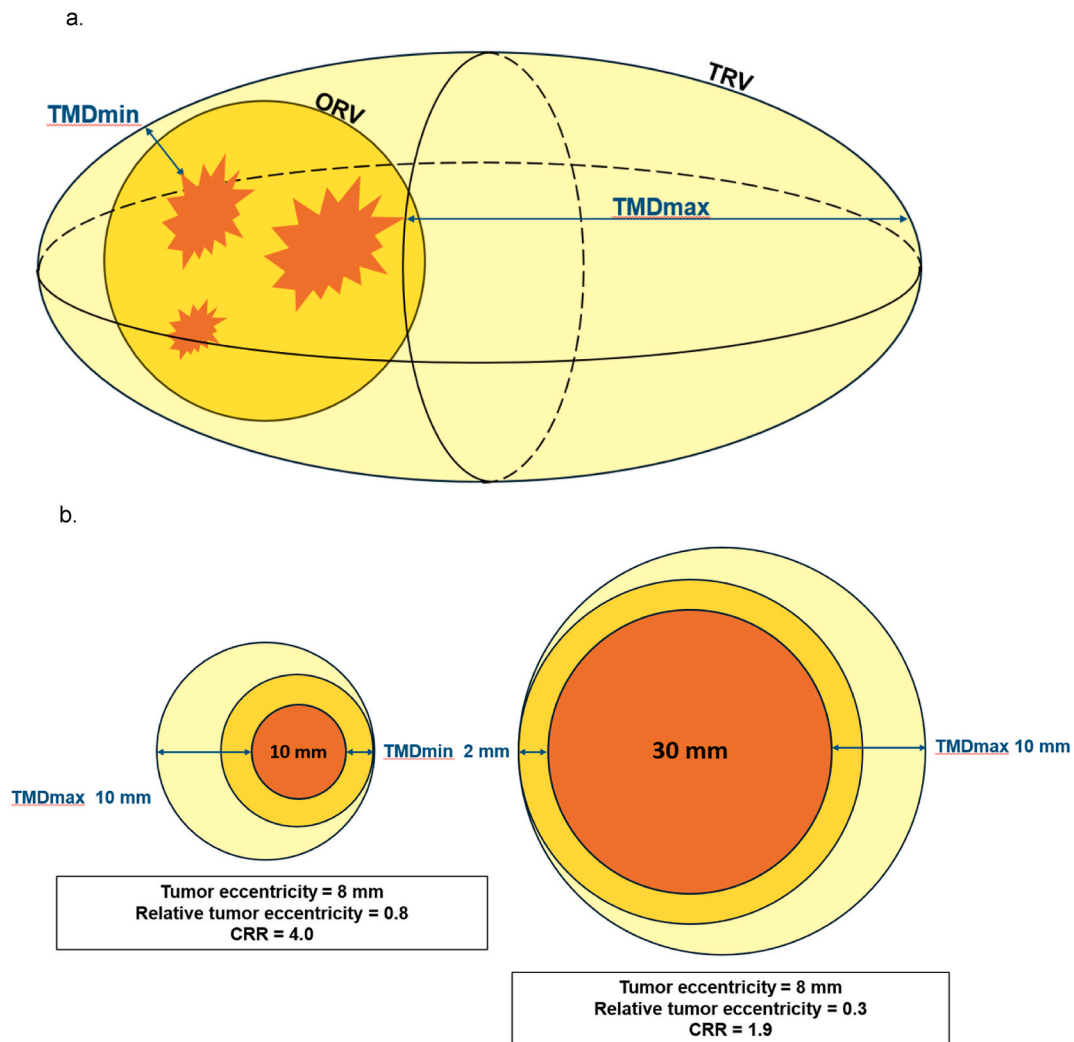 a.
TRV
ORV
TMDmin
TMDmax
b.
10 mm
TMDmin 2 mm
30 mm
TMDmax 10 mm
TMDmax 10 mm
Tumor eccentricity = 8 mm
Relative tumor eccentricity = 0.8
CRR = 4.0
Tumor eccentricity = 8 mm
Relative tumor eccentricity = 0.3
CRR = 1.9